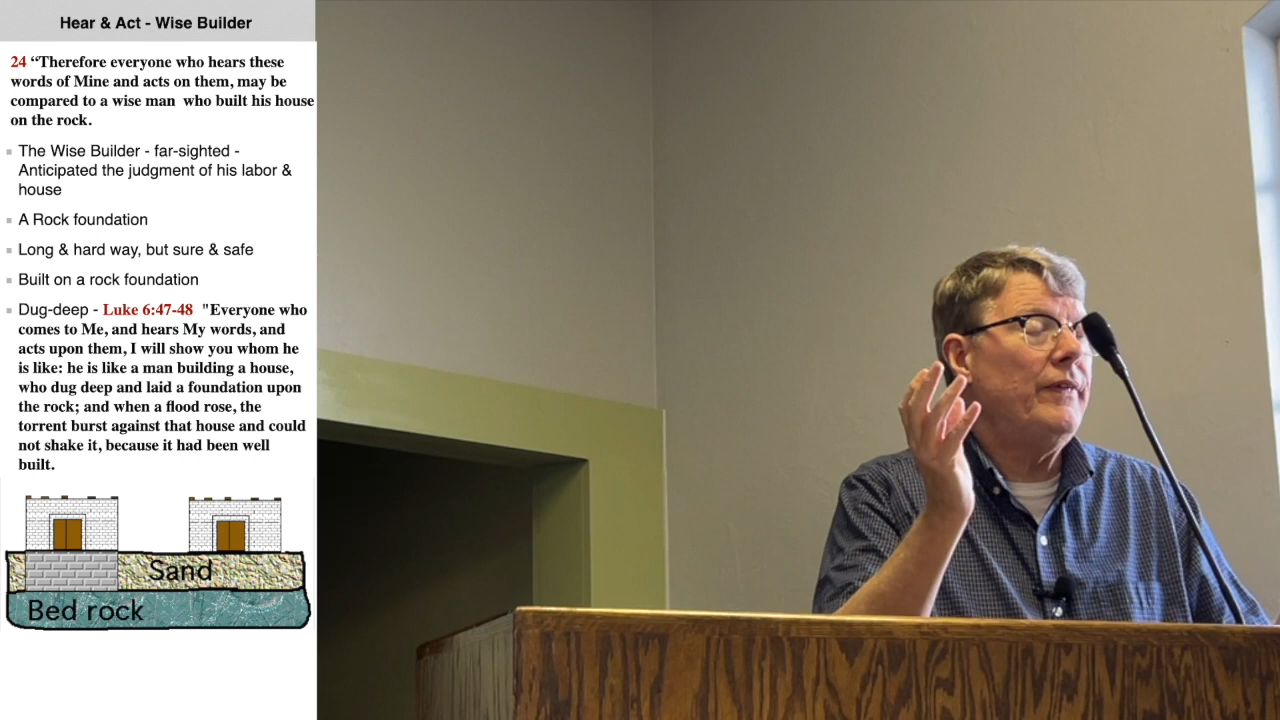 Hear & Act - Wise Builder
24 “Therefore everyone who hears these
words of Mine and acts on them, may be
compared to a wise man who built his house
on the rock.
The Wise Builder - far-sighted -
Anticipated the judgment of his labor &
house
A Rock foundation
Long & hard way, but sure & safe
Built on a rock foundation
Dug-deep - Luke 6:47-48 "Everyone who
comes to Me, and hears My words, and
acts upon them, I will show you whom he
is like: he is like a man building a house,
who dug deep and laid a foundation upon
the rock; and when a flood rose, the
torrent burst against that house and could
not shake it, because it had been well
built.
Sand
Bed rock